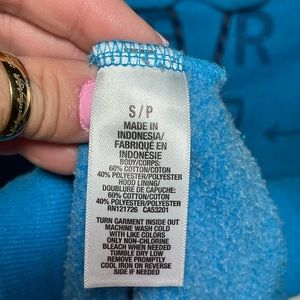 S/P
MADE IN
INDONESIA/
FABRIQUÉ EN
INDONÉSIE
BODY/CORPS:
60% COTTON/COTON
40% POLYESTER/POLYESTER
HOOD LINING/
DOUBLURE DE CAPUCHE:
60% COTTON/COTON
40% POLYESTER/POLYESTER
RN121726 CA53201
TURN GARMENT INSIDE OUT
MACHINE WASH COLD
WITH LIKE COLORS
ONLY NON-CHLORINE
BLEACH WHEN NEEDED
TUMBLE DRY LOW
REMOVE PROMPTLY
COOL IRON ON REVERSE
SIDE IF NEEDED